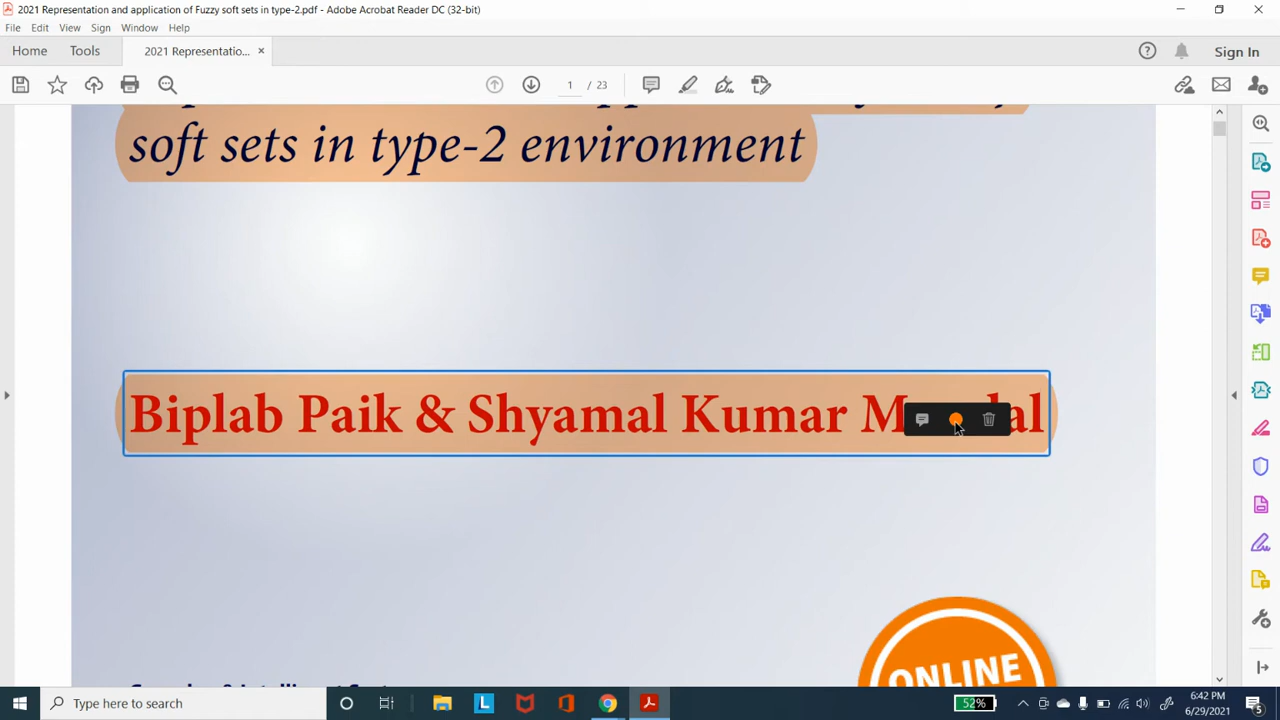 2021 Representation and application of Fuzzy soft sets in type-2.pdf - Adobe Acrobat Reader DC (32-bit)
File Edit View Sign Window Help
Home Tools 2021 Representatio... × Sign In
1 / 23
soft sets in type-2 environment
Biplab Paik & Shyamal Kumar
ONLINE
Type here to search
52%
6:42 PM
6/29/2021
5